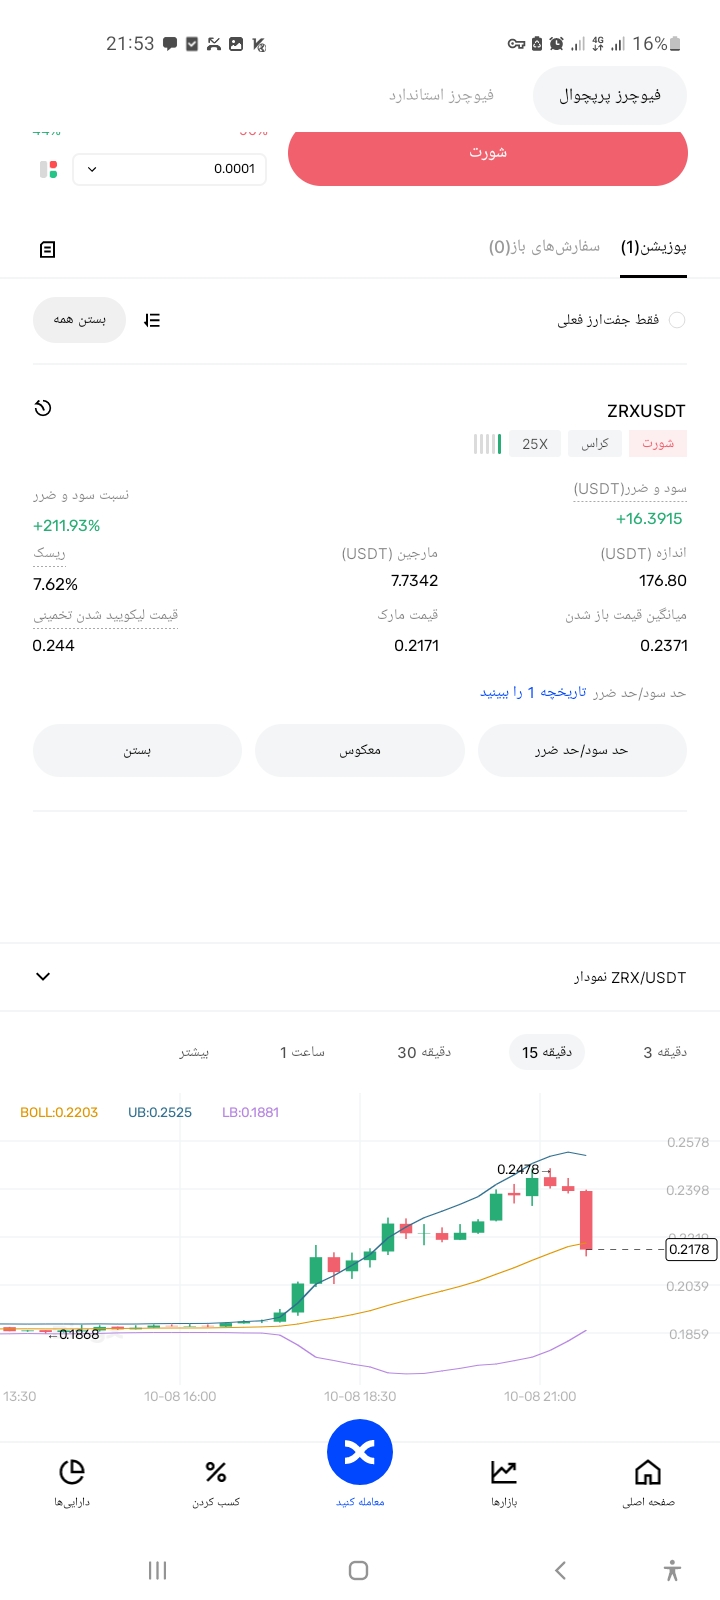 21:53 4G 16%
فیوچرز پرپچوال فیوچرز استاندارد
شورت
0.0001
پوزیشن(1) سفارش‌های باز(0)
فقط جفت‌ارز فعلی بستن همه
ZRXUSDT
شورت کراس 25X
سود و ضرر(USDT) نسبت سود و ضرر
+16.3915 +211.93%
اندازه (USDT) مارجین (USDT) ریسک
176.80 7.7342 7.62%
میانگین قیمت باز شدن قیمت مارک قیمت لیکویید شدن تخمینی
0.2371 0.2171 0.244
حد سود/حد ضرر تاریخچه 1 را ببینید
حد سود/حد ضرر معکوس بستن
ZRX/USDT نمودار
3 دقیقه 15 دقیقه 30 دقیقه 1 ساعت بیشتر
BOLL:0.2203 UB:0.2525 LB:0.1881
0.2578
0.2478→
0.2398
0.2178
0.2039
←0.1868
0.1859
13:30 10-08 16:00 10-08 18:30 10-08 21:00
صفحه اصلی بازارها معامله کنید کسب کردن دارایی‌ها